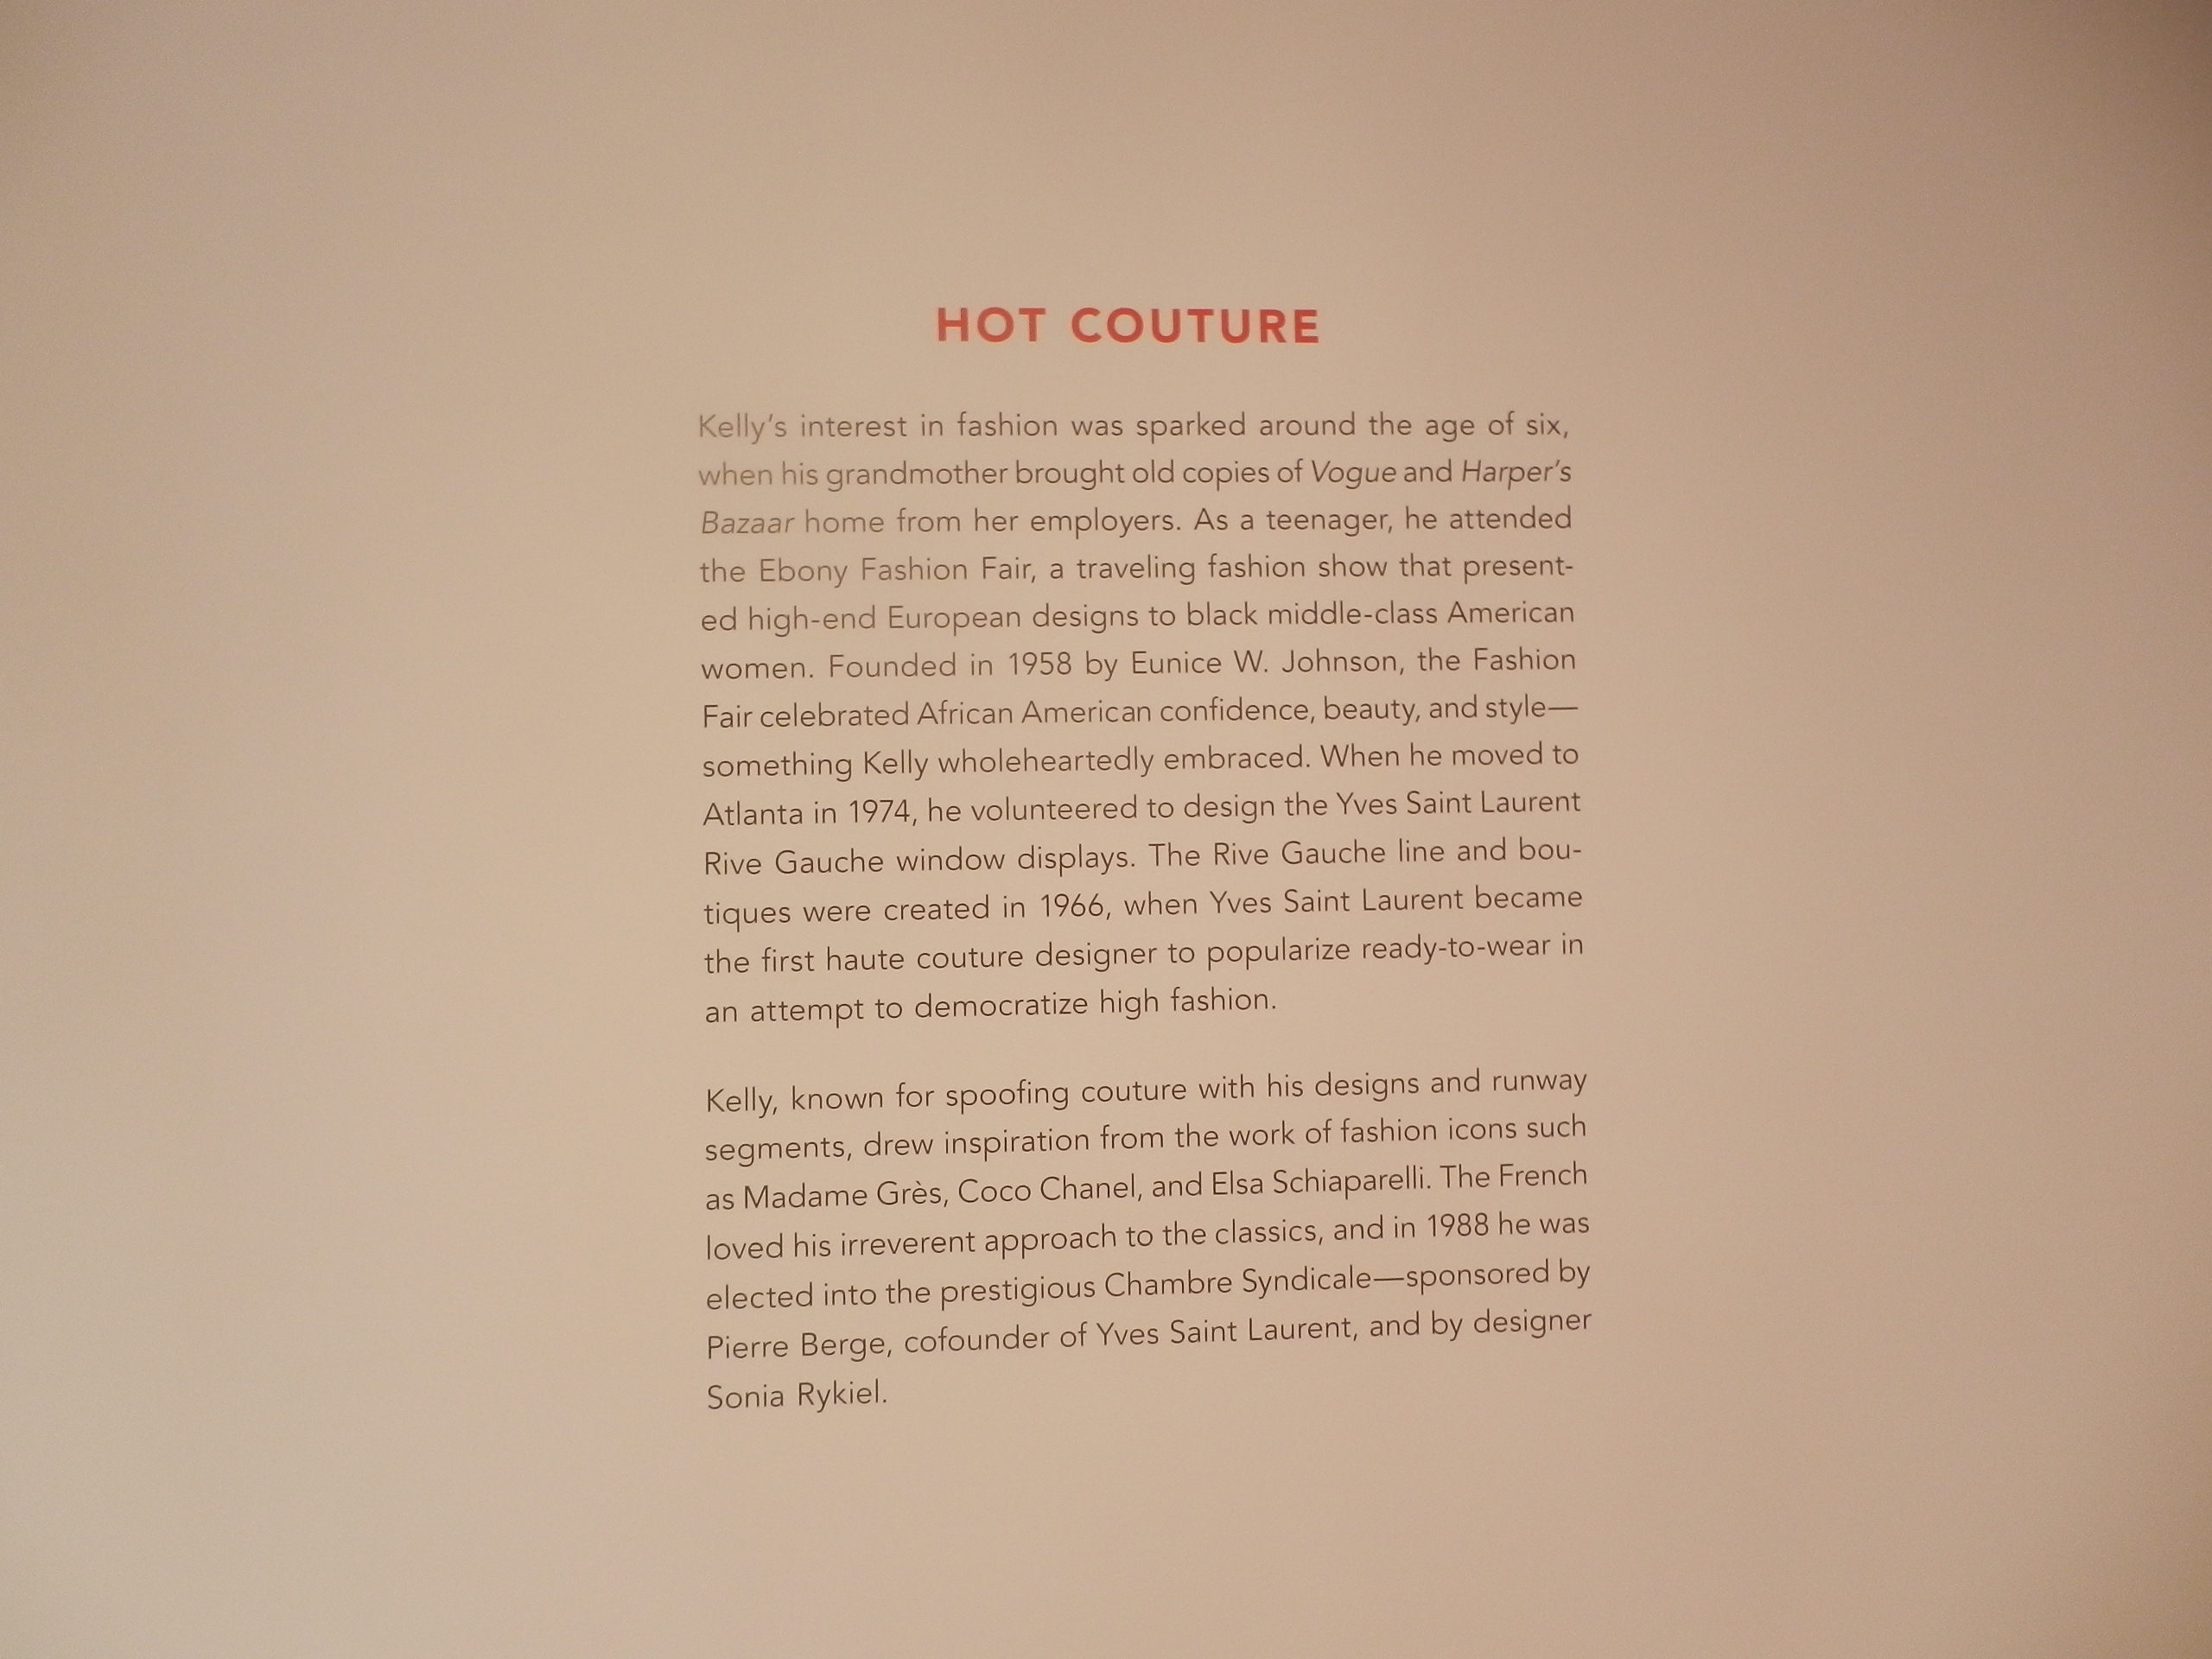 HOT COUTURE
Kelly’s interest in fashion was sparked around the age of six,
when his grandmother brought old copies of Vogue and Harper’s
Bazaar home from her employers. As a teenager, he attended
the Ebony Fashion Fair, a traveling fashion show that present-
ed high-end European designs to black middle-class American
women. Founded in 1958 by Eunice W. Johnson, the Fashion
Fair celebrated African American confidence, beauty, and style—
something Kelly wholeheartedly embraced. When he moved to
Atlanta in 1974, he volunteered to design the Yves Saint Laurent
Rive Gauche window displays. The Rive Gauche line and bou-
tiques were created in 1966, when Yves Saint Laurent became
the first haute couture designer to popularize ready-to-wear in
an attempt to democratize high fashion.
Kelly, known for spoofing couture with his designs and runway
segments, drew inspiration from the work of fashion icons such
as Madame Grès, Coco Chanel, and Elsa Schiaparelli. The French
loved his irreverent approach to the classics, and in 1988 he was
elected into the prestigious Chambre Syndicale—sponsored by
Pierre Berge, cofounder of Yves Saint Laurent, and by designer
Sonia Rykiel.